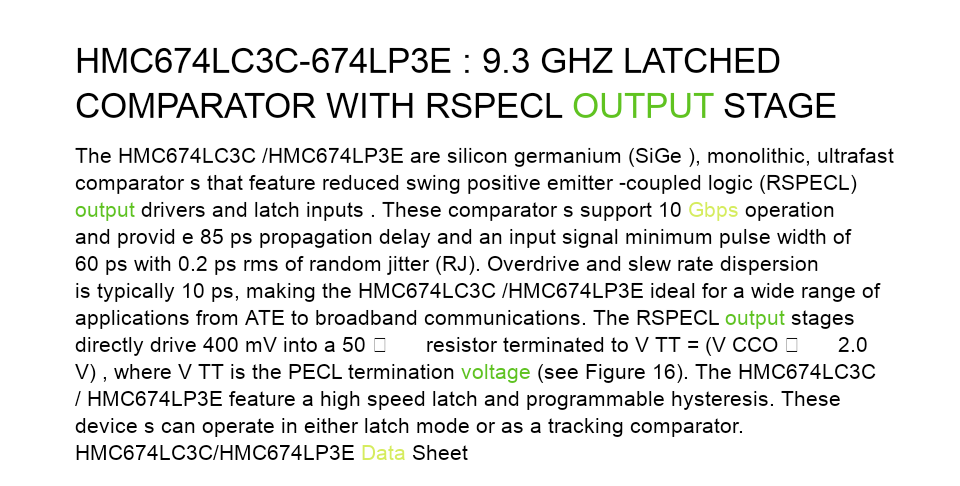 HMC674LC3C-674LP3E : 9.3 GHZ LATCHED
COMPARATOR WITH RSPECL OUTPUT STAGE
The HMC674LC3C /HMC674LP3E are silicon germanium (SiGe ), monolithic, ultrafast
comparator s that feature reduced swing positive emitter -coupled logic (RSPECL)
output drivers and latch inputs . These comparator s support 10 Gbps operation
and provid e 85 ps propagation delay and an input signal minimum pulse width of
60 ps with 0.2 ps rms of random jitter (RJ). Overdrive and slew rate dispersion
is typically 10 ps, making the HMC674LC3C /HMC674LP3E ideal for a wide range of
applications from ATE to broadband communications. The RSPECL output stages
directly drive 400 mV into a 50 □ resistor terminated to V TT = (V CCO □ 2.0
V) , where V TT is the PECL termination voltage (see Figure 16). The HMC674LC3C
/ HMC674LP3E feature a high speed latch and programmable hysteresis. These
device s can operate in either latch mode or as a tracking comparator.
HMC674LC3C/HMC674LP3E Data Sheet